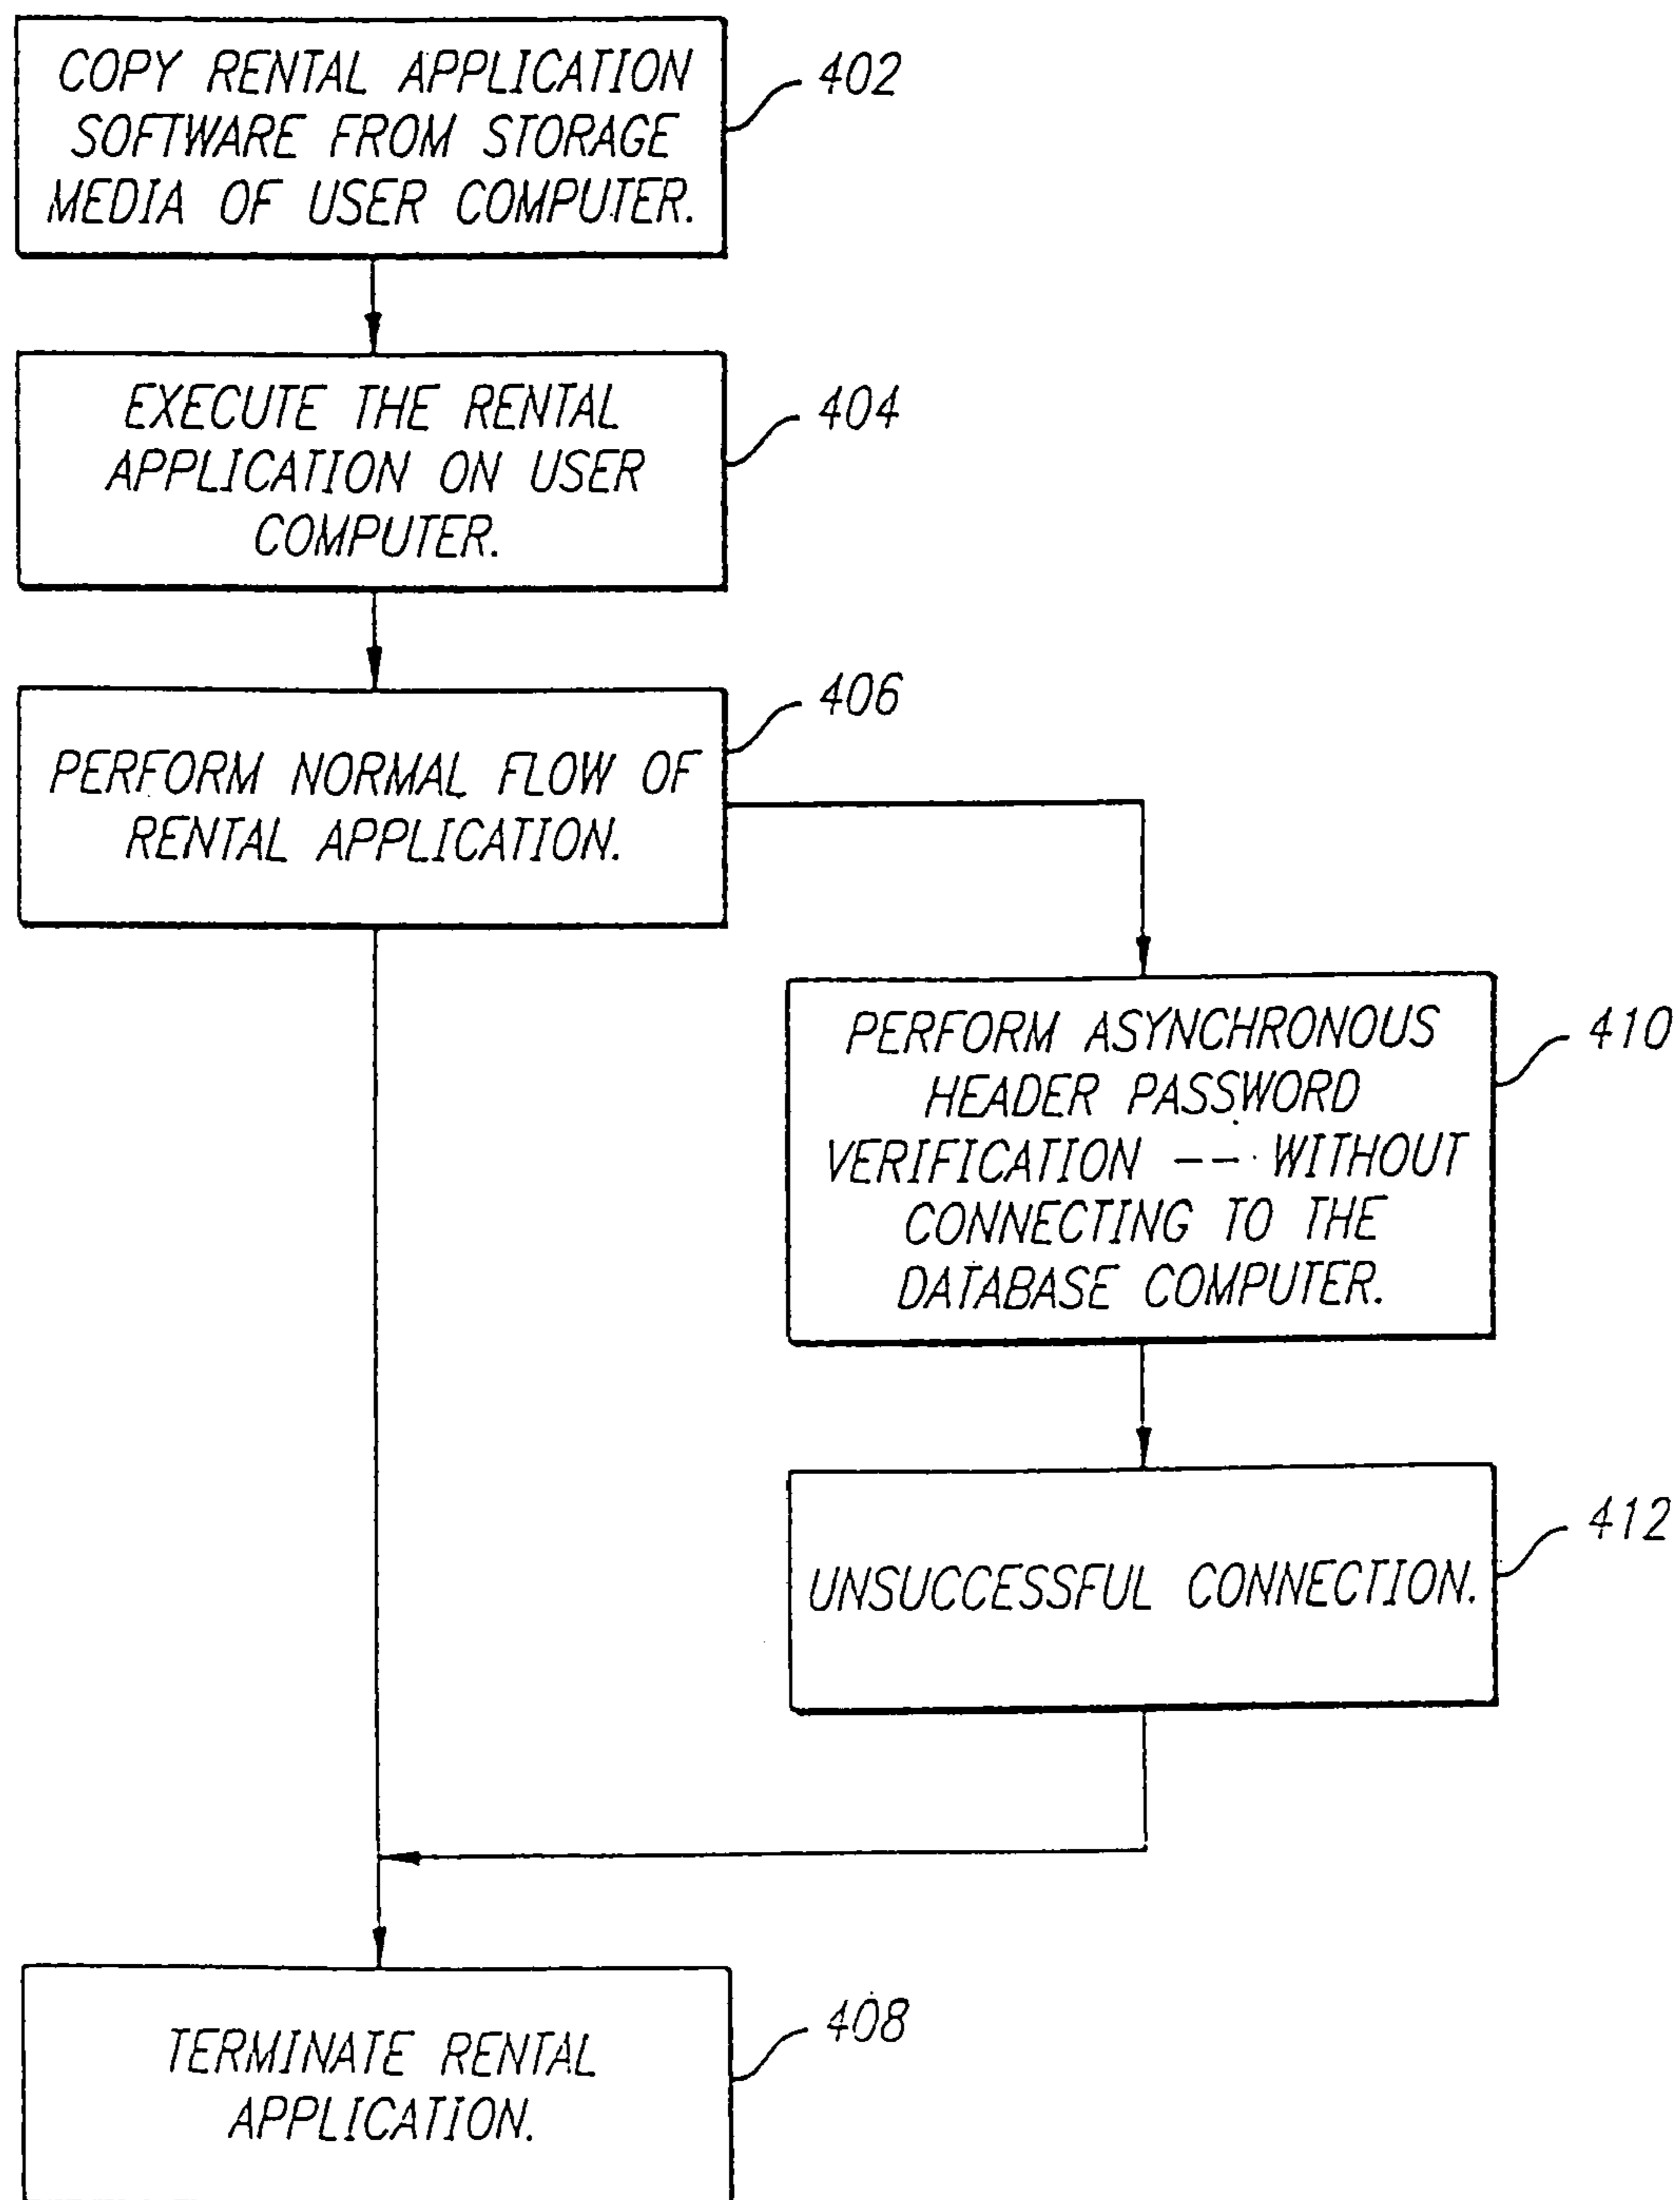 COPY RENTAL APPLICATION
SOFTWARE FROM STORAGE
MEDIA OF USER COMPUTER.
402
EXECUTE THE RENTAL
APPLICATION ON USER
COMPUTER.
404
PERFORM NORMAL FLOW OF
RENTAL APPLICATION.
406
PERFORM ASYNCHRONOUS
HEADER PASSWORD
VERIFICATION -- WITHOUT
CONNECTING TO THE
DATABASE COMPUTER.
410
UNSUCCESSFUL CONNECTION.
412
TERMINATE RENTAL
APPLICATION.
408